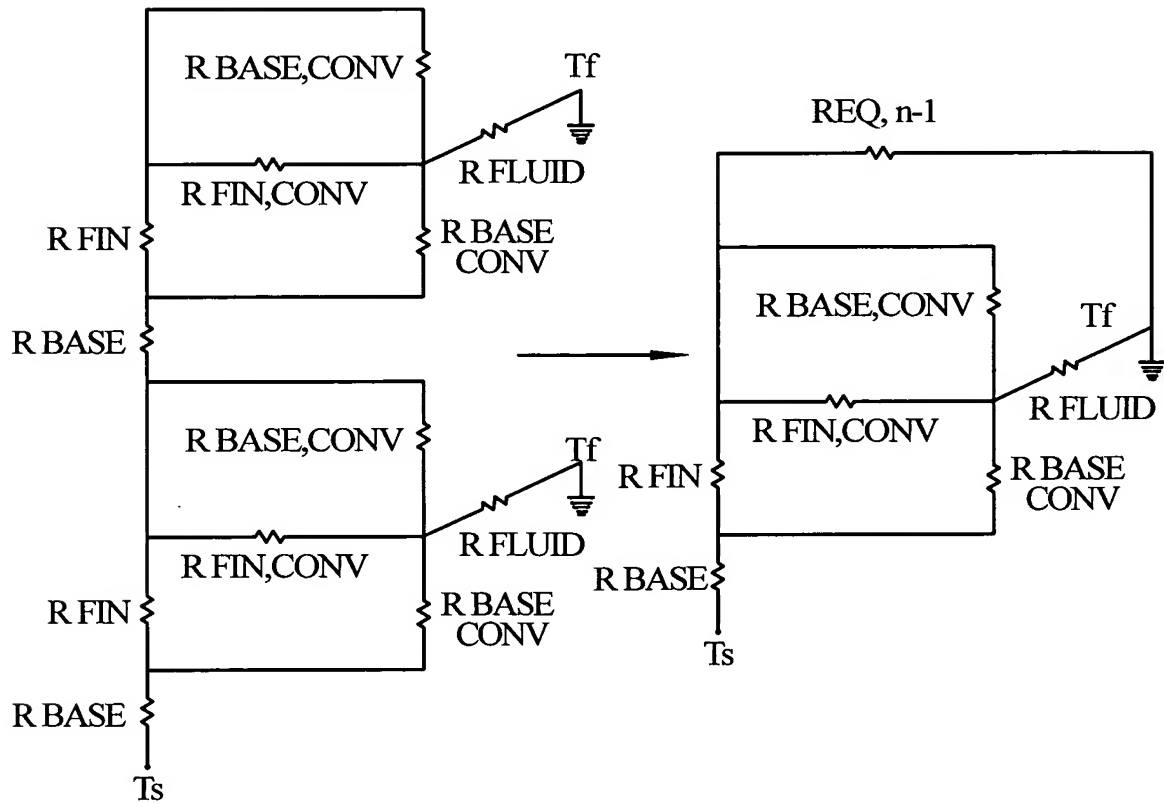 R BASE,CONV
Tf
R FLUID
R FIN,CONV
R FIN
R BASE
CONV
R BASE
R BASE,CONV
Tf
R FLUID
R FIN,CONV
R FIN
R BASE
CONV
R BASE
Ts
REQ, n-1
R BASE,CONV
Tf
R FLUID
R FIN,CONV
R FIN
R BASE
CONV
R BASE
Ts